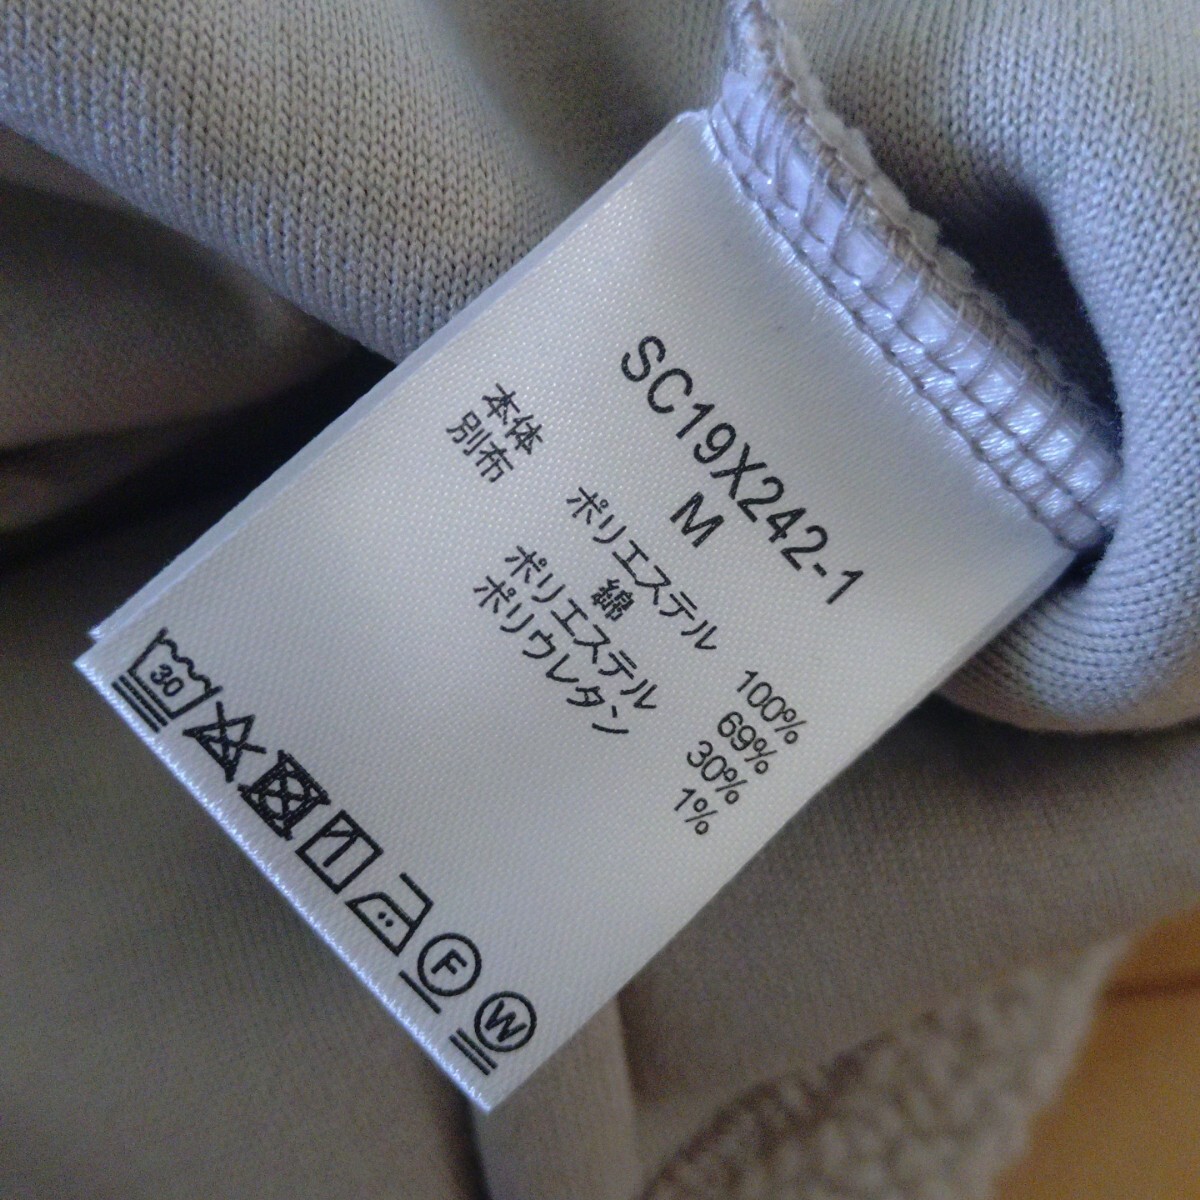 SC19X242-1
M
本体 ポリエステル 100%
別布 綿 69%
ポリエステル 30%
ポリウレタン 1%
30 F W